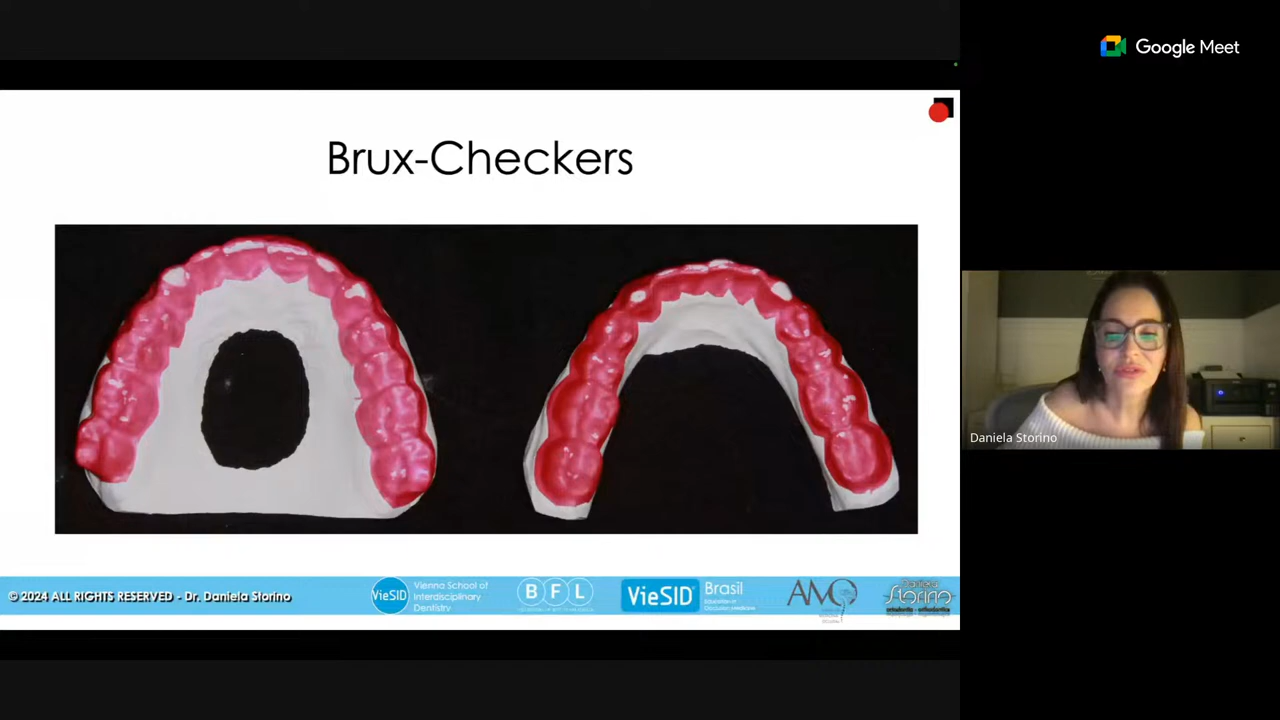 Google Meet
Brux-Checkers
Daniela Storino
© 2024 ALL RIGHTS RESERVED - Dr. Daniela Storino
VieSID
Vienna School of
Interdisciplinary
Dentistry
B F L
VieSID
Brasil
AMO
Daniela
Storino